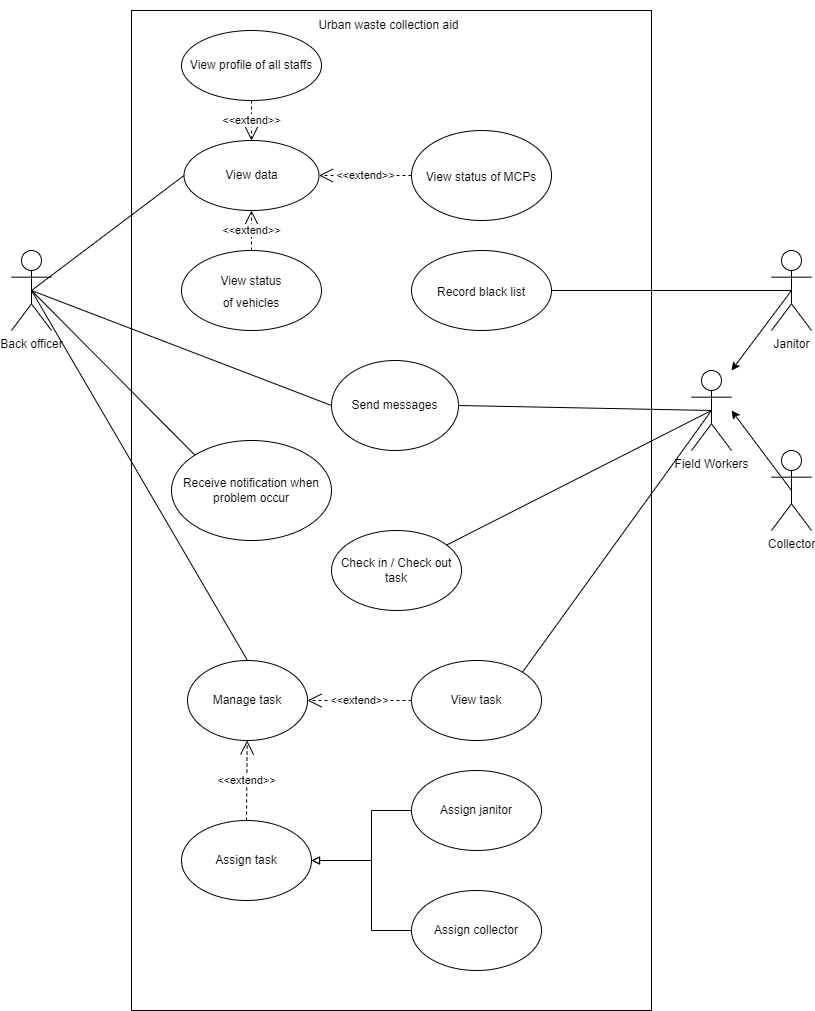 Urban waste collection aid
View profile of all staffs
<<extend>>
View data
<<extend>>
View status of MCPs
<<extend>>
View status
of vehicles
Record black list
Back officer
Janitor
Send messages
Field Workers
Receive notification when
problem occur
Collector
Check in / Check out
task
Manage task
<<extend>>
View task
<<extend>>
Assign janitor
Assign task
Assign collector